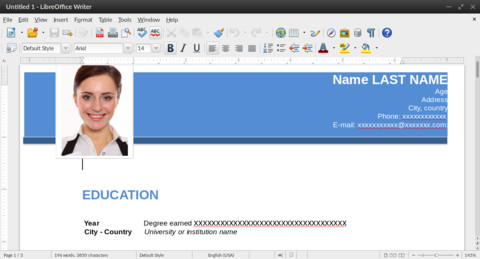 Untitled 1 - LibreOffice Writer
File Edit View Insert Format Table Tools Window Help
Default Style Arial 14
Name LAST NAME
Age
Address
City, country
Phone: xxxxxxxxxxxx
E-mail: xxxxxxxxxxx@xxxxxxx.com
EDUCATION
Year Degree earned XXXXXXXXXXXXXXXXXXXXXXXXXXXXXXXXXX
City - Country University or institution name
Page 1 / 3 Default Style English (USA) 142%